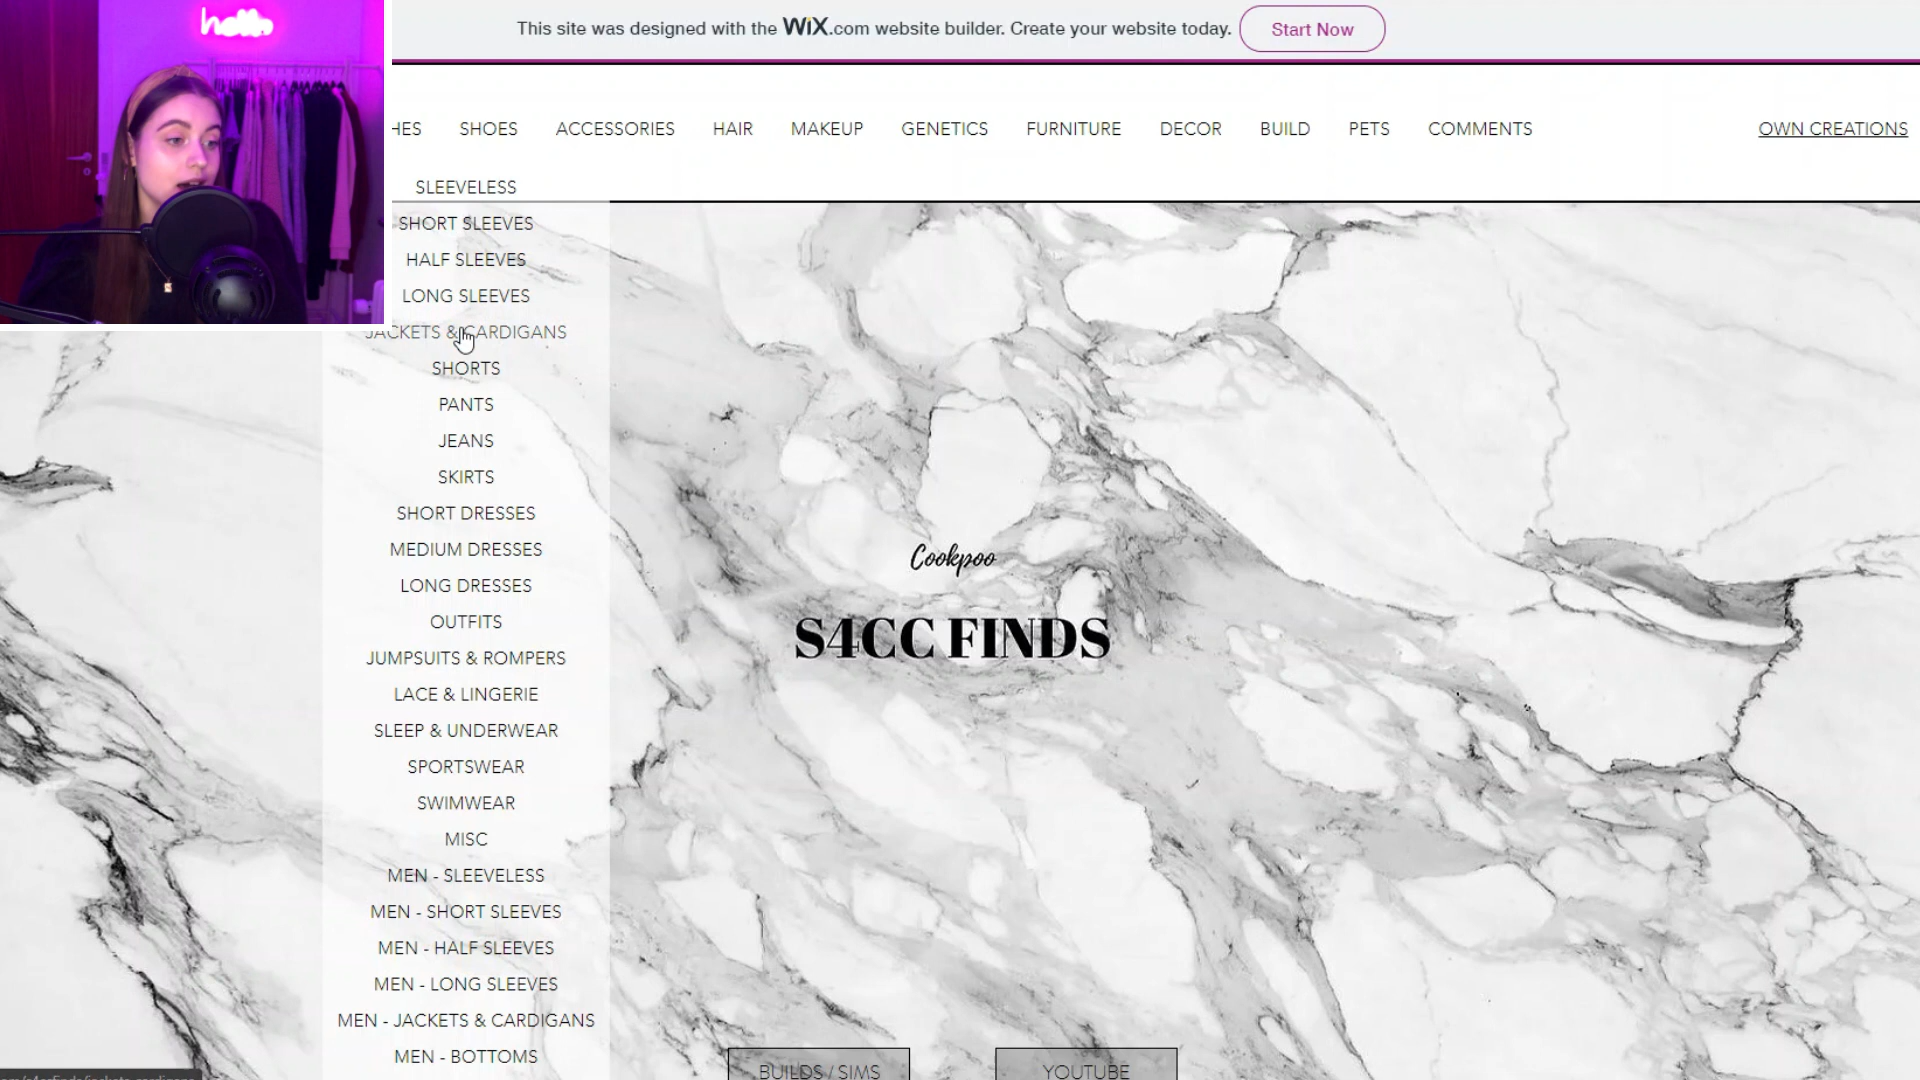 hello
This site was designed with the WiX.com website builder. Create your website today.
Start Now
HES SHOES ACCESSORIES HAIR MAKEUP GENETICS FURNITURE DECOR BUILD PETS COMMENTS OWN CREATIONS
SLEEVELESS
SHORT SLEEVES
HALF SLEEVES
LONG SLEEVES
JACKETS & CARDIGANS
SHORTS
PANTS
JEANS
SKIRTS
SHORT DRESSES
MEDIUM DRESSES
LONG DRESSES
OUTFITS
JUMPSUITS & ROMPERS
LACE & LINGERIE
SLEEP & UNDERWEAR
SPORTSWEAR
SWIMWEAR
MISC
MEN - SLEEVELESS
MEN - SHORT SLEEVES
MEN - HALF SLEEVES
MEN - LONG SLEEVES
MEN - JACKETS & CARDIGANS
MEN - BOTTOMS
Cookpoo
S4CC FINDS
BUILDS / SIMS
YOUTUBE